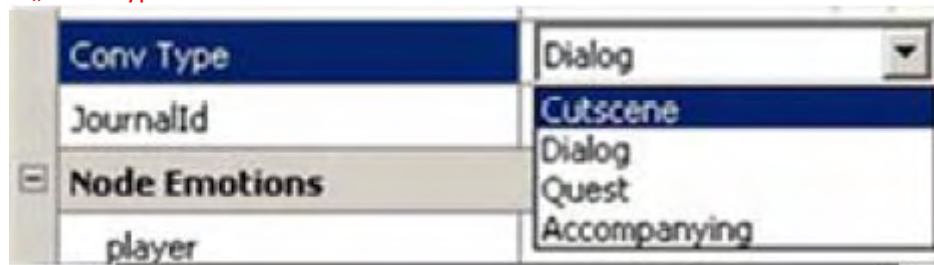 Conv Type Dialog
JournalId Cutscene
Dialog
Node Emotions Quest
player Accompanying